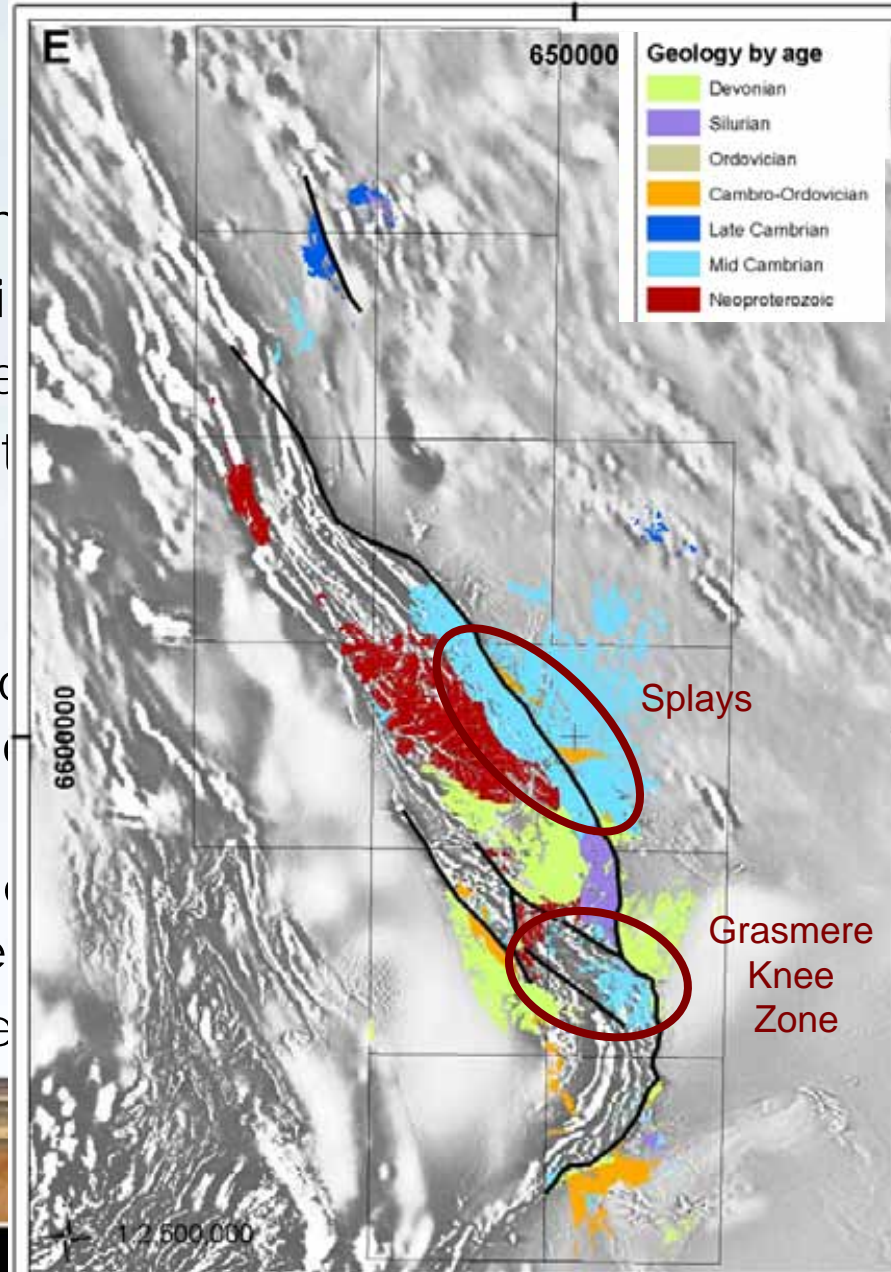 E
650000
Geology by age
Devonian
Silurian
Ordovician
Cambro-Ordovician
Late Cambrian
Mid Cambrian
Neoproterozoic
6600000
Splays
Grasmere
Knee
Zone
1:2,500,000